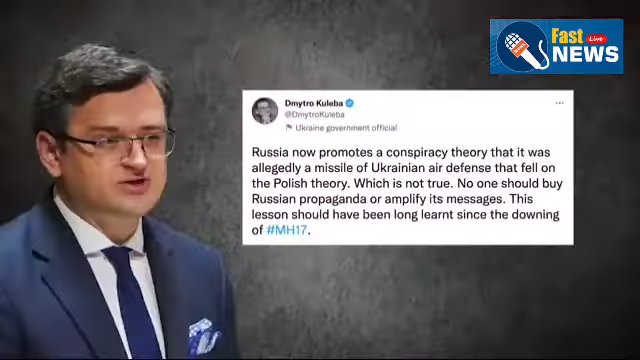 Fast
Live
NEWS
Dmytro Kuleba
@DmytroKuleba
Ukraine government official
Russia now promotes a conspiracy theory that it was
allegedly a missile of Ukrainian air defense that fell on
the Polish theory. Which is not true. No one should buy
Russian propaganda or amplify its messages. This
lesson should have been long learnt since the downing
of #MH17.